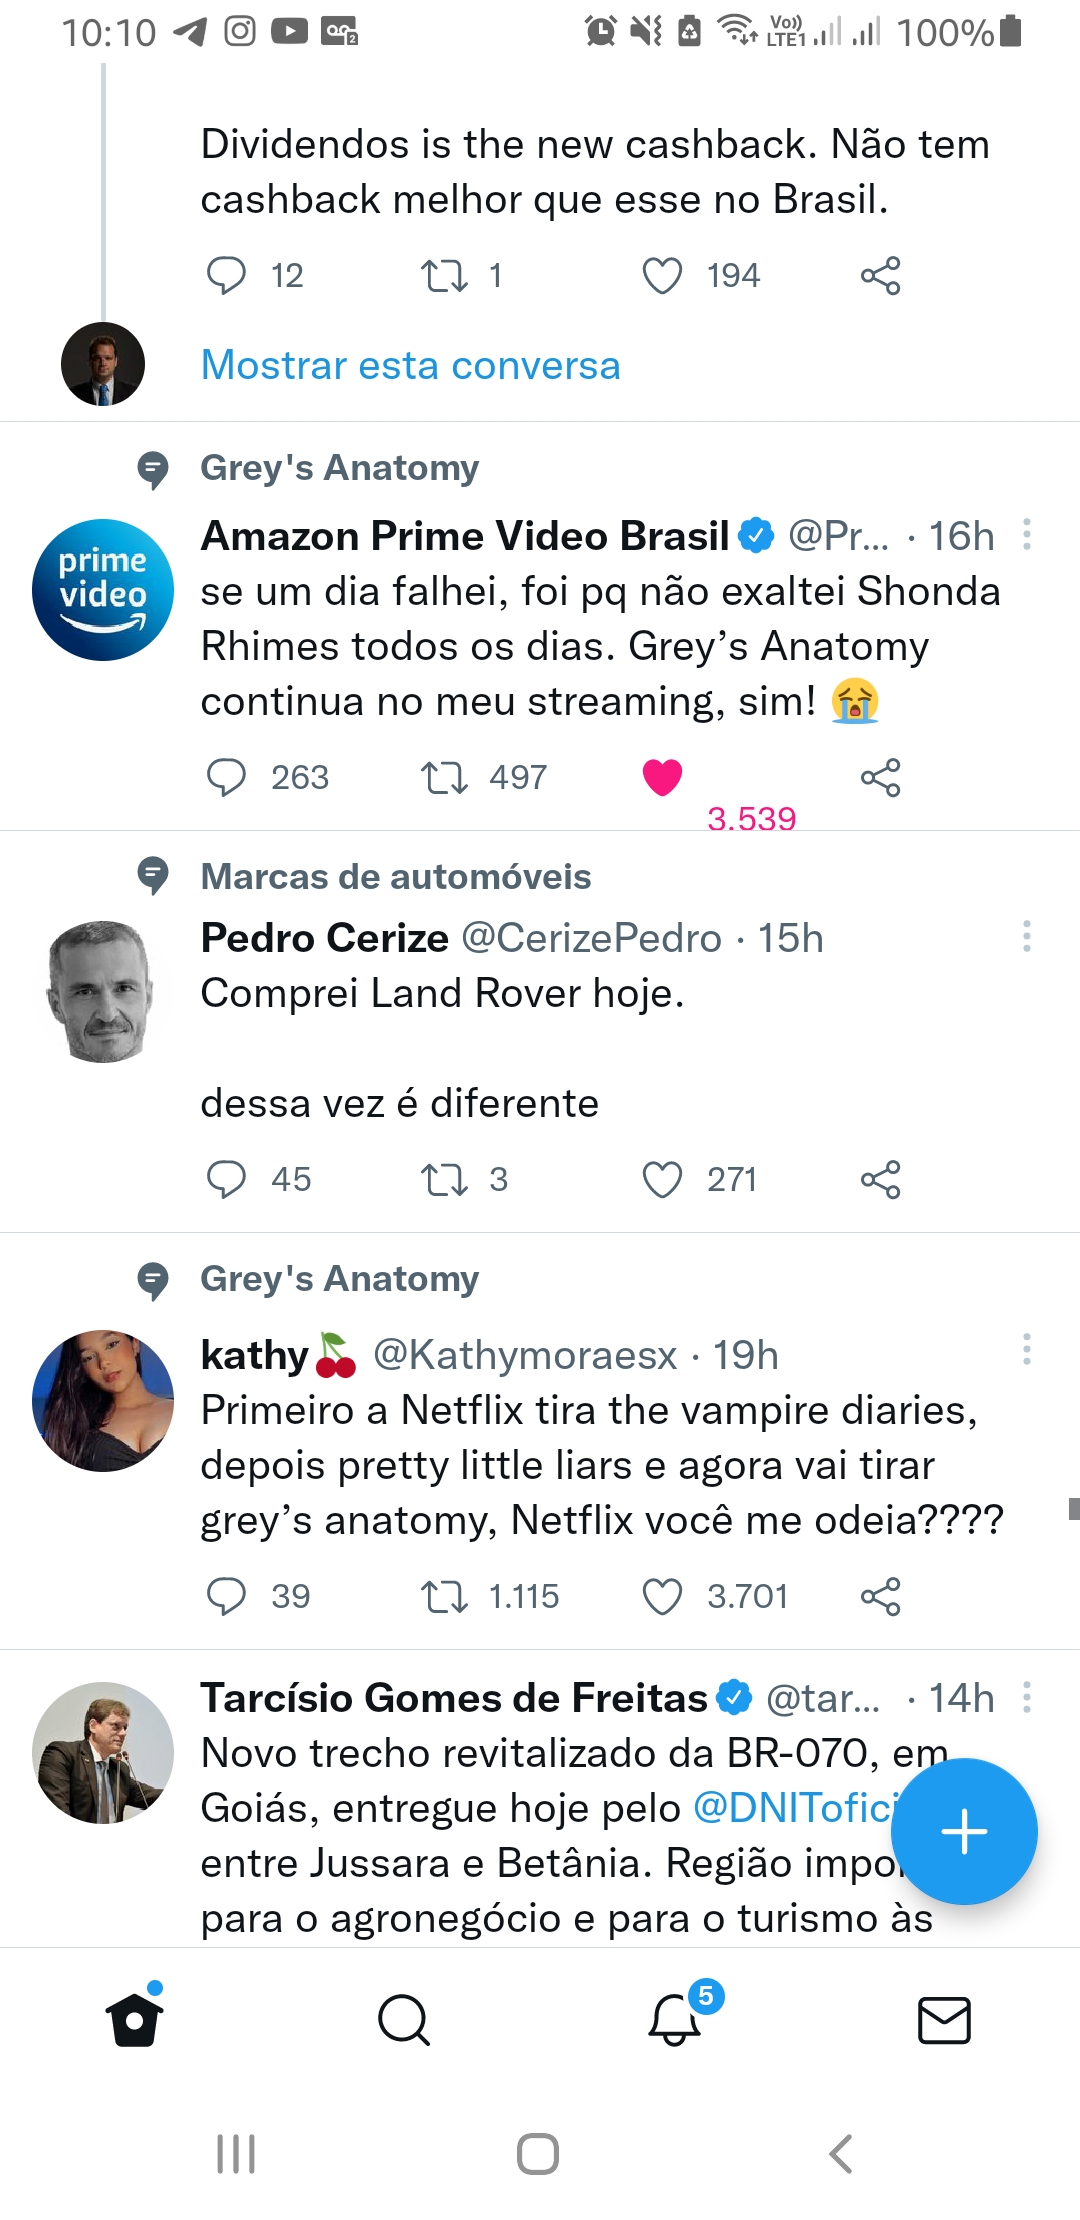 10:10
Vo)) LTE1 100%
Dividendos is the new cashback. Não tem
cashback melhor que esse no Brasil.
12 1 194
Mostrar esta conversa
Grey's Anatomy
Amazon Prime Video Brasil @Pr... · 16h
prime
video
se um dia falhei, foi pq não exaltei Shonda
Rhimes todos os dias. Grey’s Anatomy
continua no meu streaming, sim! 😭
263 497 3.539
Marcas de automóveis
Pedro Cerize @CerizePedro · 15h
Comprei Land Rover hoje.
dessa vez é diferente
45 3 271
Grey's Anatomy
kathy🍒 @Kathymoraesx · 19h
Primeiro a Netflix tira the vampire diaries,
depois pretty little liars e agora vai tirar
grey’s anatomy, Netflix você me odeia????
39 1.115 3.701
Tarcísio Gomes de Freitas @tar... · 14h
Novo trecho revitalizado da BR-070, em
Goiás, entregue hoje pelo @DNITofici
entre Jussara e Betânia. Região impo
para o agronegócio e para o turismo às
5